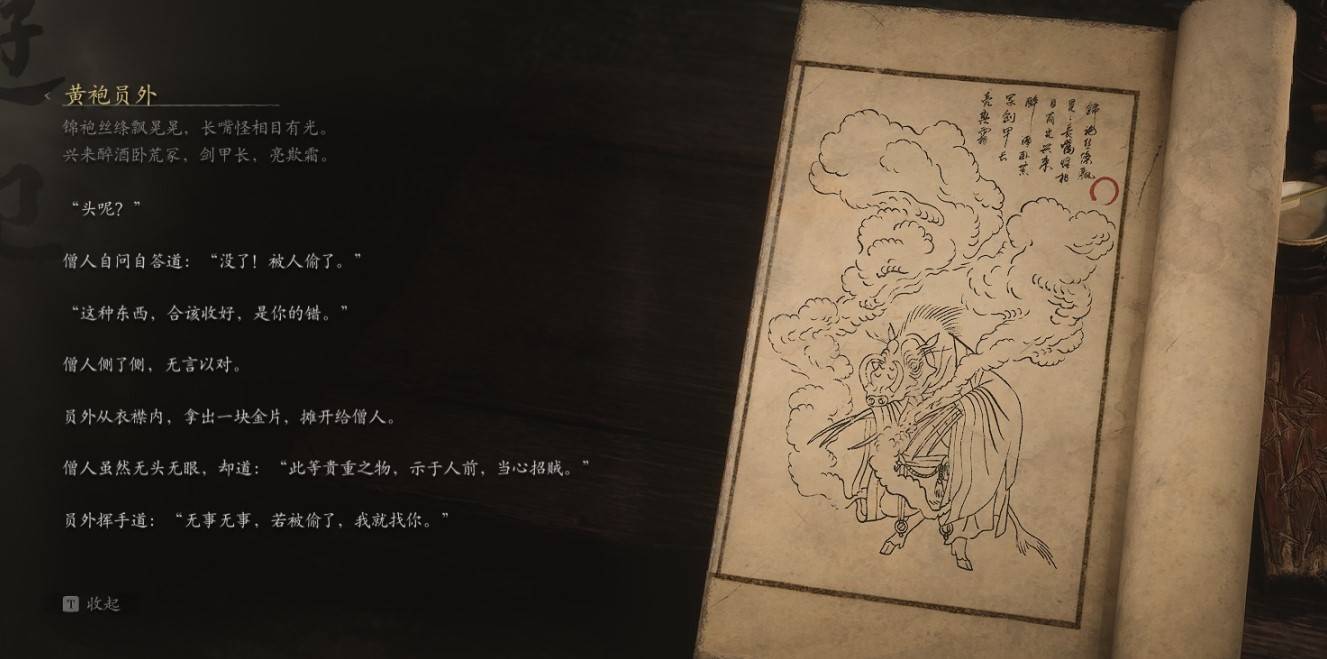 黄袍员外
锦袍丝绦飘晃晃，长嘴怪相目有光。
兴来醉酒卧荒冢，剑甲长，亮欺霜。
“头呢？”
僧人自问自答道：“没了！被人偷了。”
“这种东西，合该收好，是你的错。”
僧人侧了侧，无言以对。
员外从衣襟内，拿出一块金片，摊开给僧人。
僧人虽然无头无眼，却道：“此等貴重之物，示于人前，当心招贼。”
员外挥手道：“无事无事，若被偷了，我就找你。”
T 收起
锦袍丝绦飘
晃晃长嘴怪相
目有光兴来
醉酒卧荒
冢剑甲长
亮欺霜